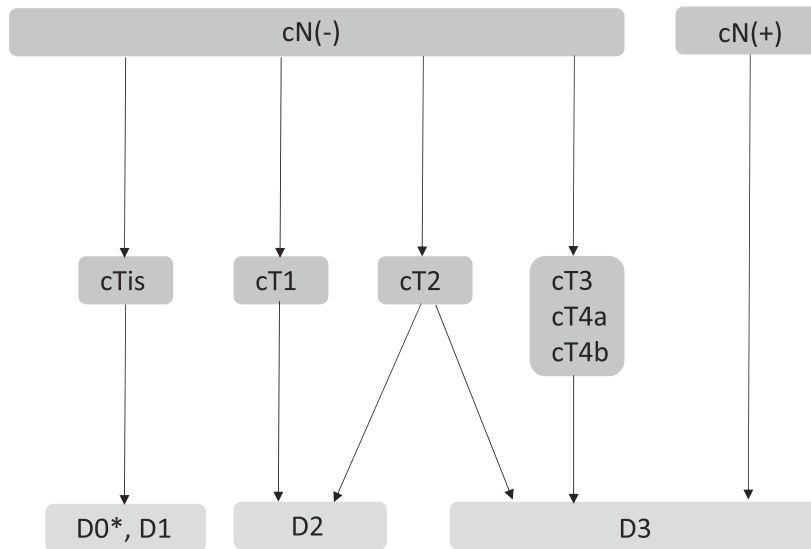 cN(-)
cN(+)
cTis
cT1
cT2
cT3
cT4a
cT4b
D0*, D1
D2
D3